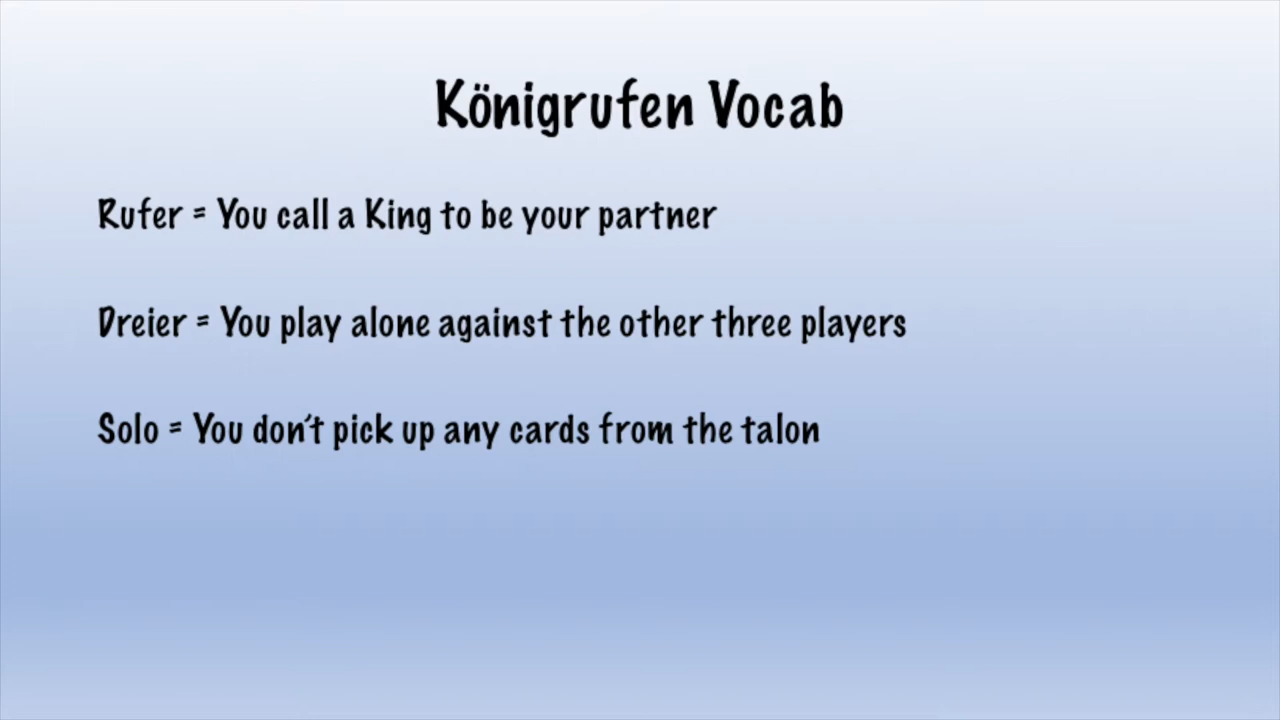 Königrufen Vocab
Rufer = You call a King to be your partner
Dreier = You play alone against the other three players
Solo = You don't pick up any cards from the talon